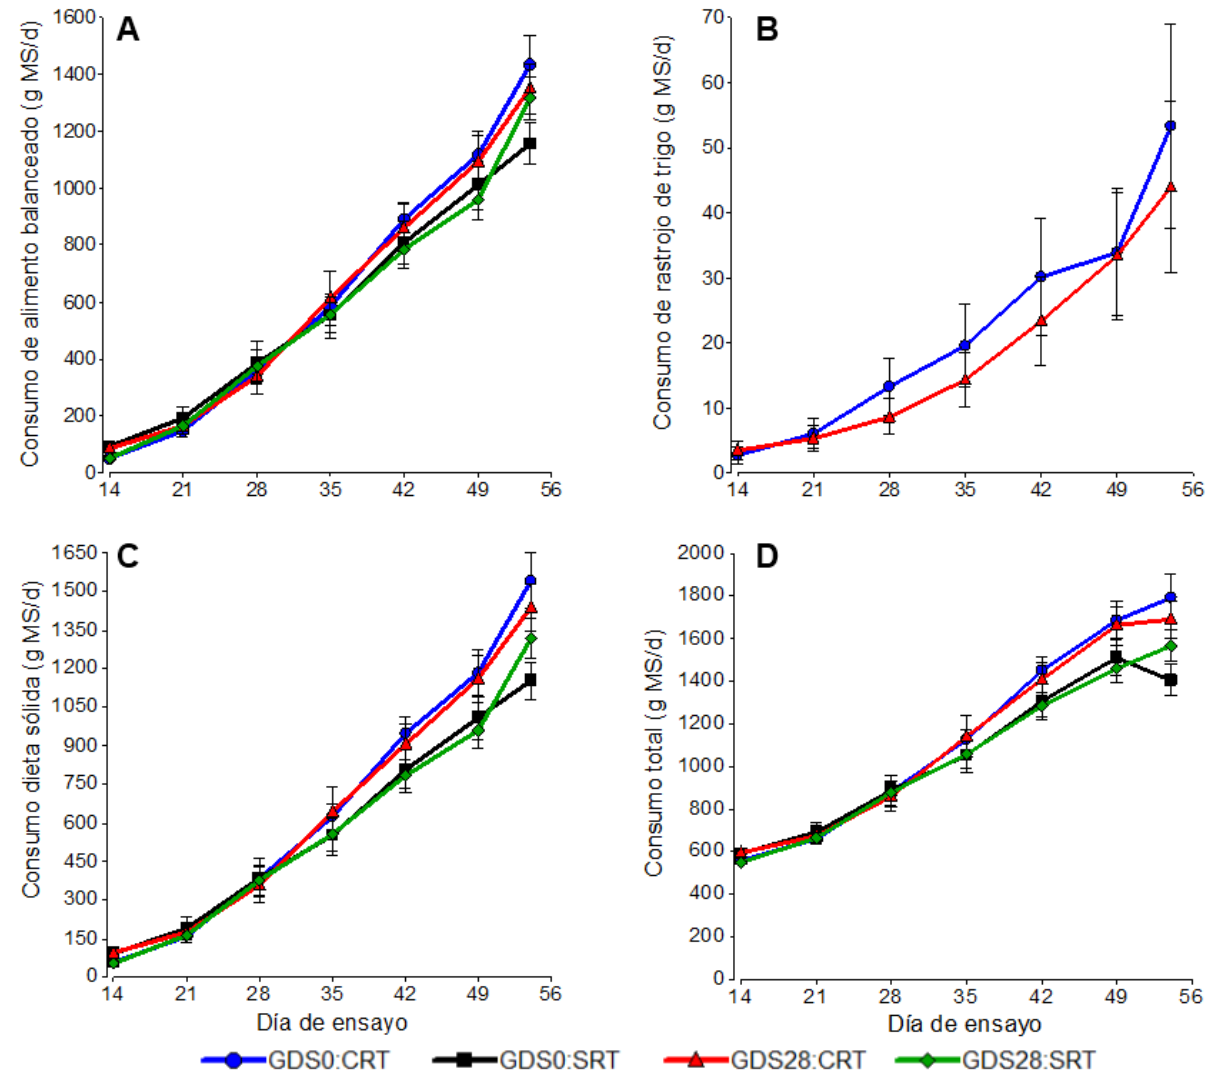 A
Consumo de alimento balanceado (g MS/d)
1600
1400
1200
1000
800
600
400
200
0
14 21 28 35 42 49 56
B
Consumo de rastrojo de trigo (g MS/d)
70
60
50
40
30
20
10
0
14 21 28 35 42 49 56
C
Consumo dieta sólida (g MS/d)
1650
1500
1350
1200
1050
900
750
600
450
300
150
0
14 21 28 35 42 49 56
Día de ensayo
D
Consumo total (g MS/d)
2000
1800
1600
1400
1200
1000
800
600
400
200
0
14 21 28 35 42 49 56
Día de ensayo
GDS0:CRT GDS0:SRT GDS28:CRT GDS28:SRT